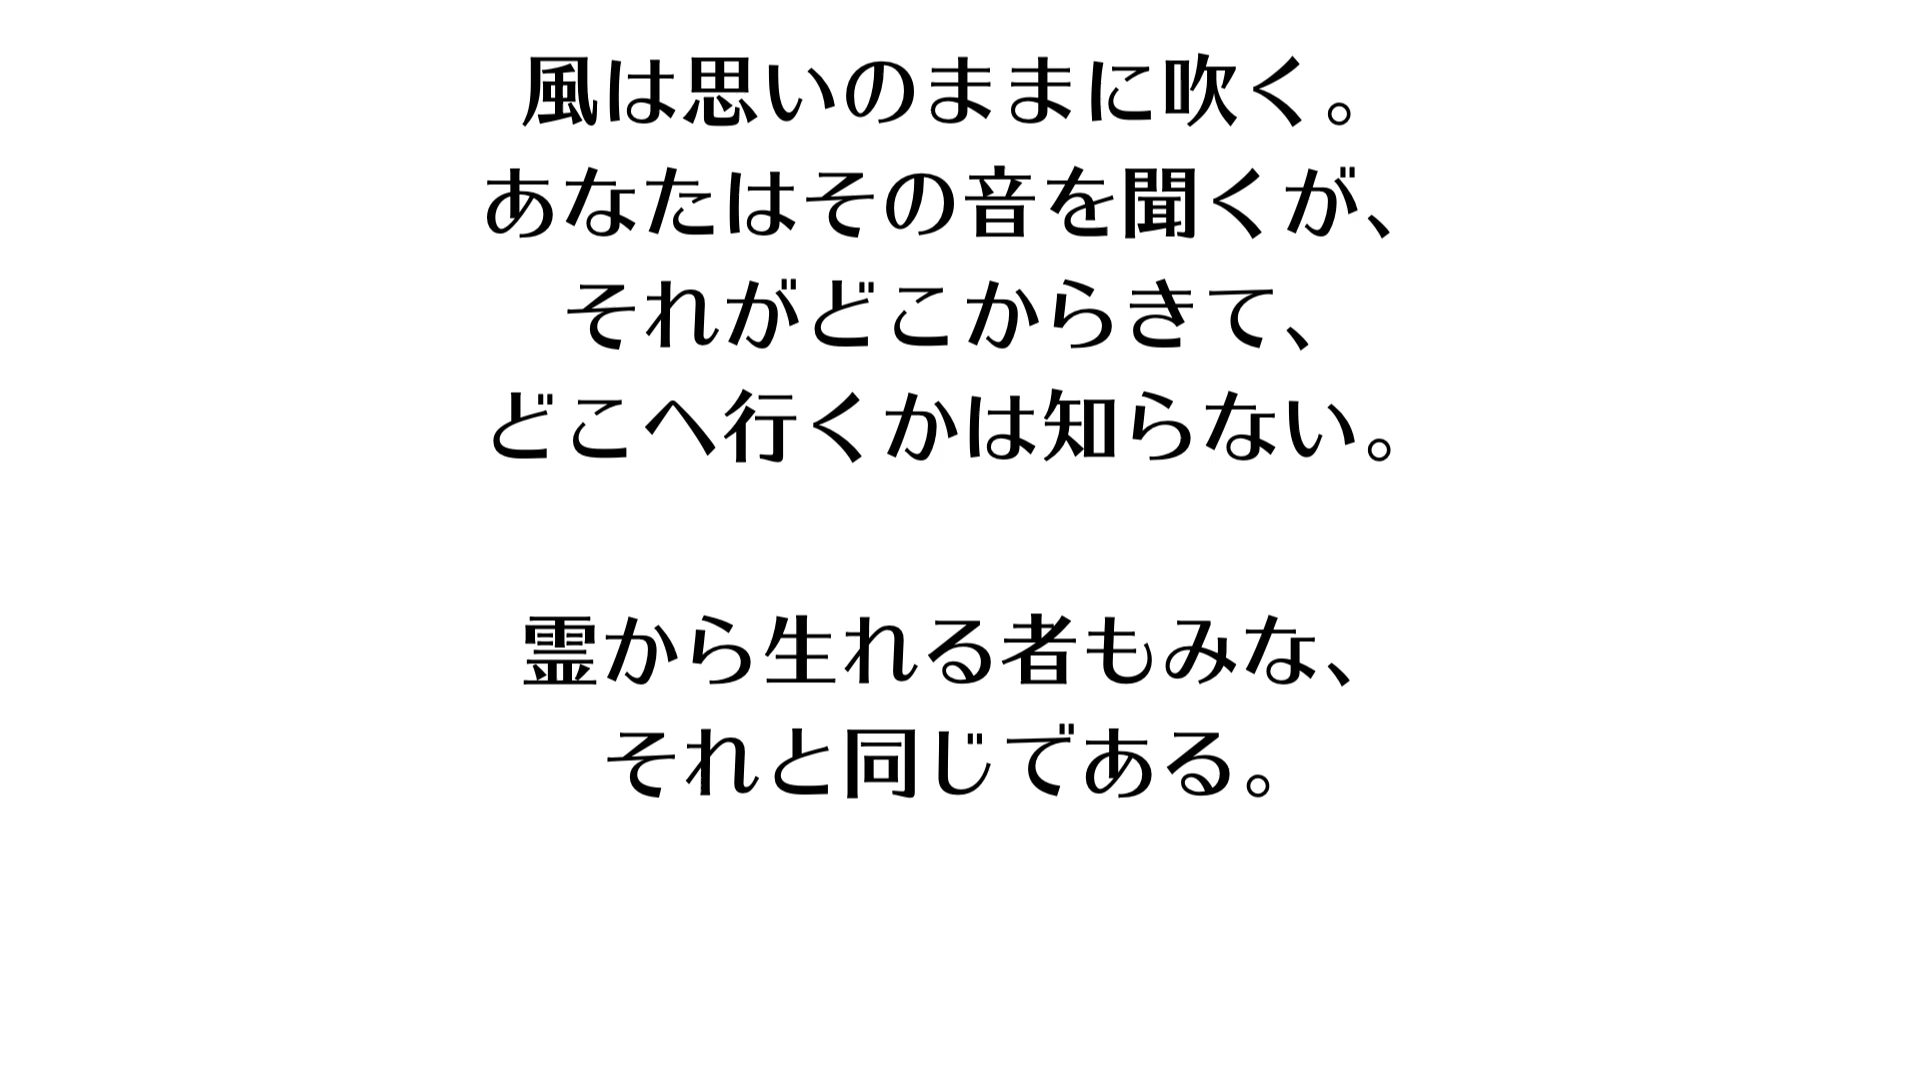 風は思いのままに吹く。
あなたはその音を聞くが、
それがどこからきて、
どこへ行くかは知らない。
霊から生れる者もみな、
それと同じである。